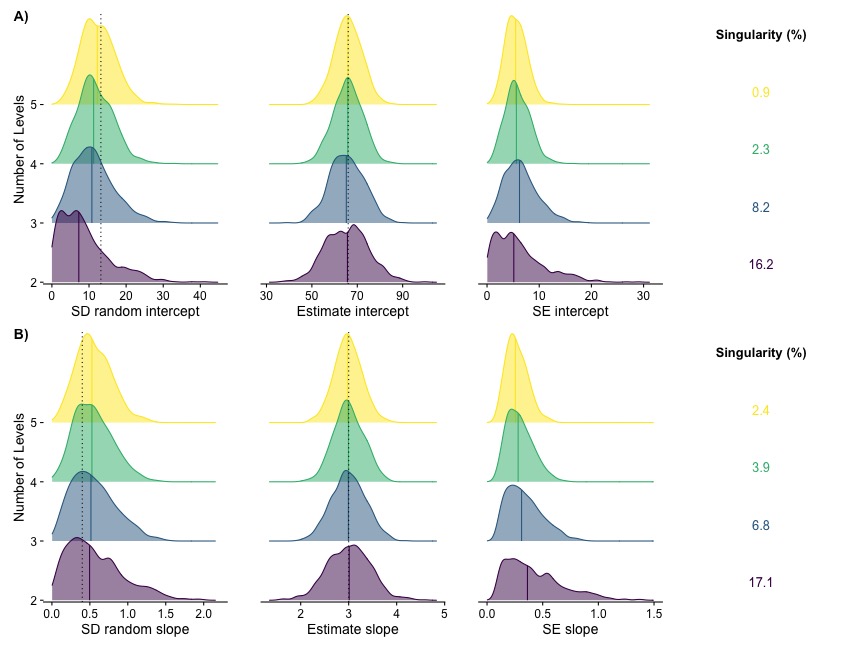 A)
Singularity (%)
Number of Levels
5
4
3
2
0.9
2.3
8.2
16.2
0 10 20 30 40
30 50 70 90
0 10 20 30
SD random intercept
Estimate intercept
SE intercept
B)
Singularity (%)
Number of Levels
5
4
3
2
2.4
3.9
6.8
17.1
0.0 0.5 1.0 1.5 2.0
2 3 4 5
0.0 0.5 1.0 1.5
SD random slope
Estimate slope
SE slope